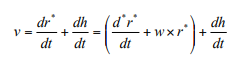 v = dr*/dt + dh/dt = (d*r*/dt + w × r*) + dh/dt